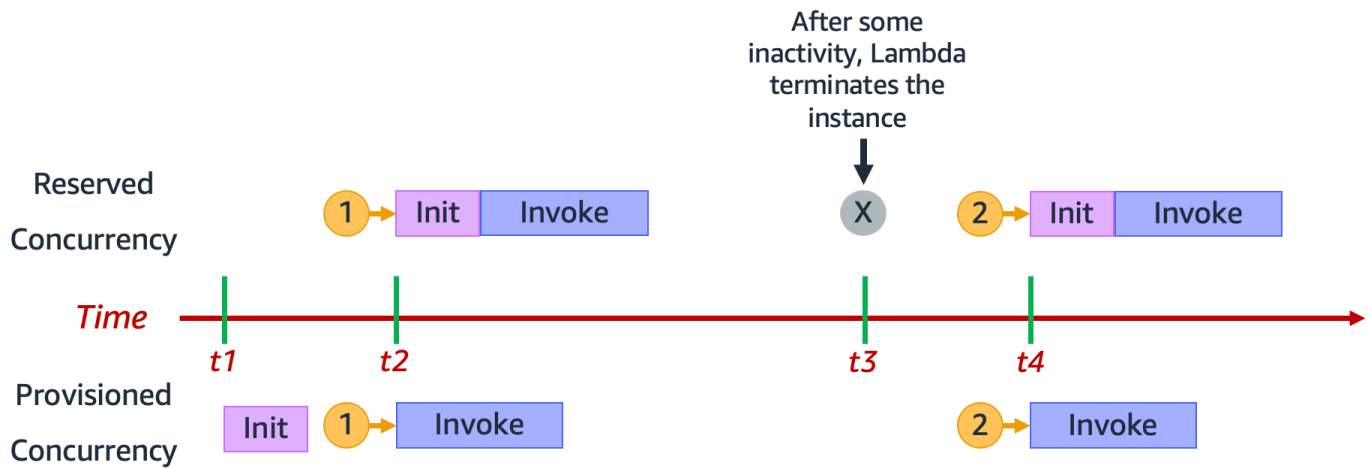 After some
inactivity, Lambda
terminates the
instance
Reserved
Concurrency
1
Init
Invoke
X
2
Init
Invoke
Time
t1
t2
t3
t4
Provisioned
Concurrency
Init
1
Invoke
2
Invoke